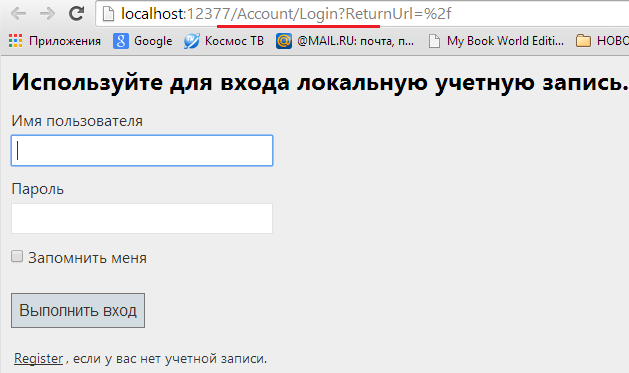 localhost:12377/Account/Login?ReturnUrl=%2f
Приложения Google Космос ТВ @MAIL.RU: почта, п... My Book World Editi... НОВО
Используйте для входа локальную учетную запись.
Имя пользователя
Пароль
Запомнить меня
Выполнить вход
Register , если у вас нет учетной записи.